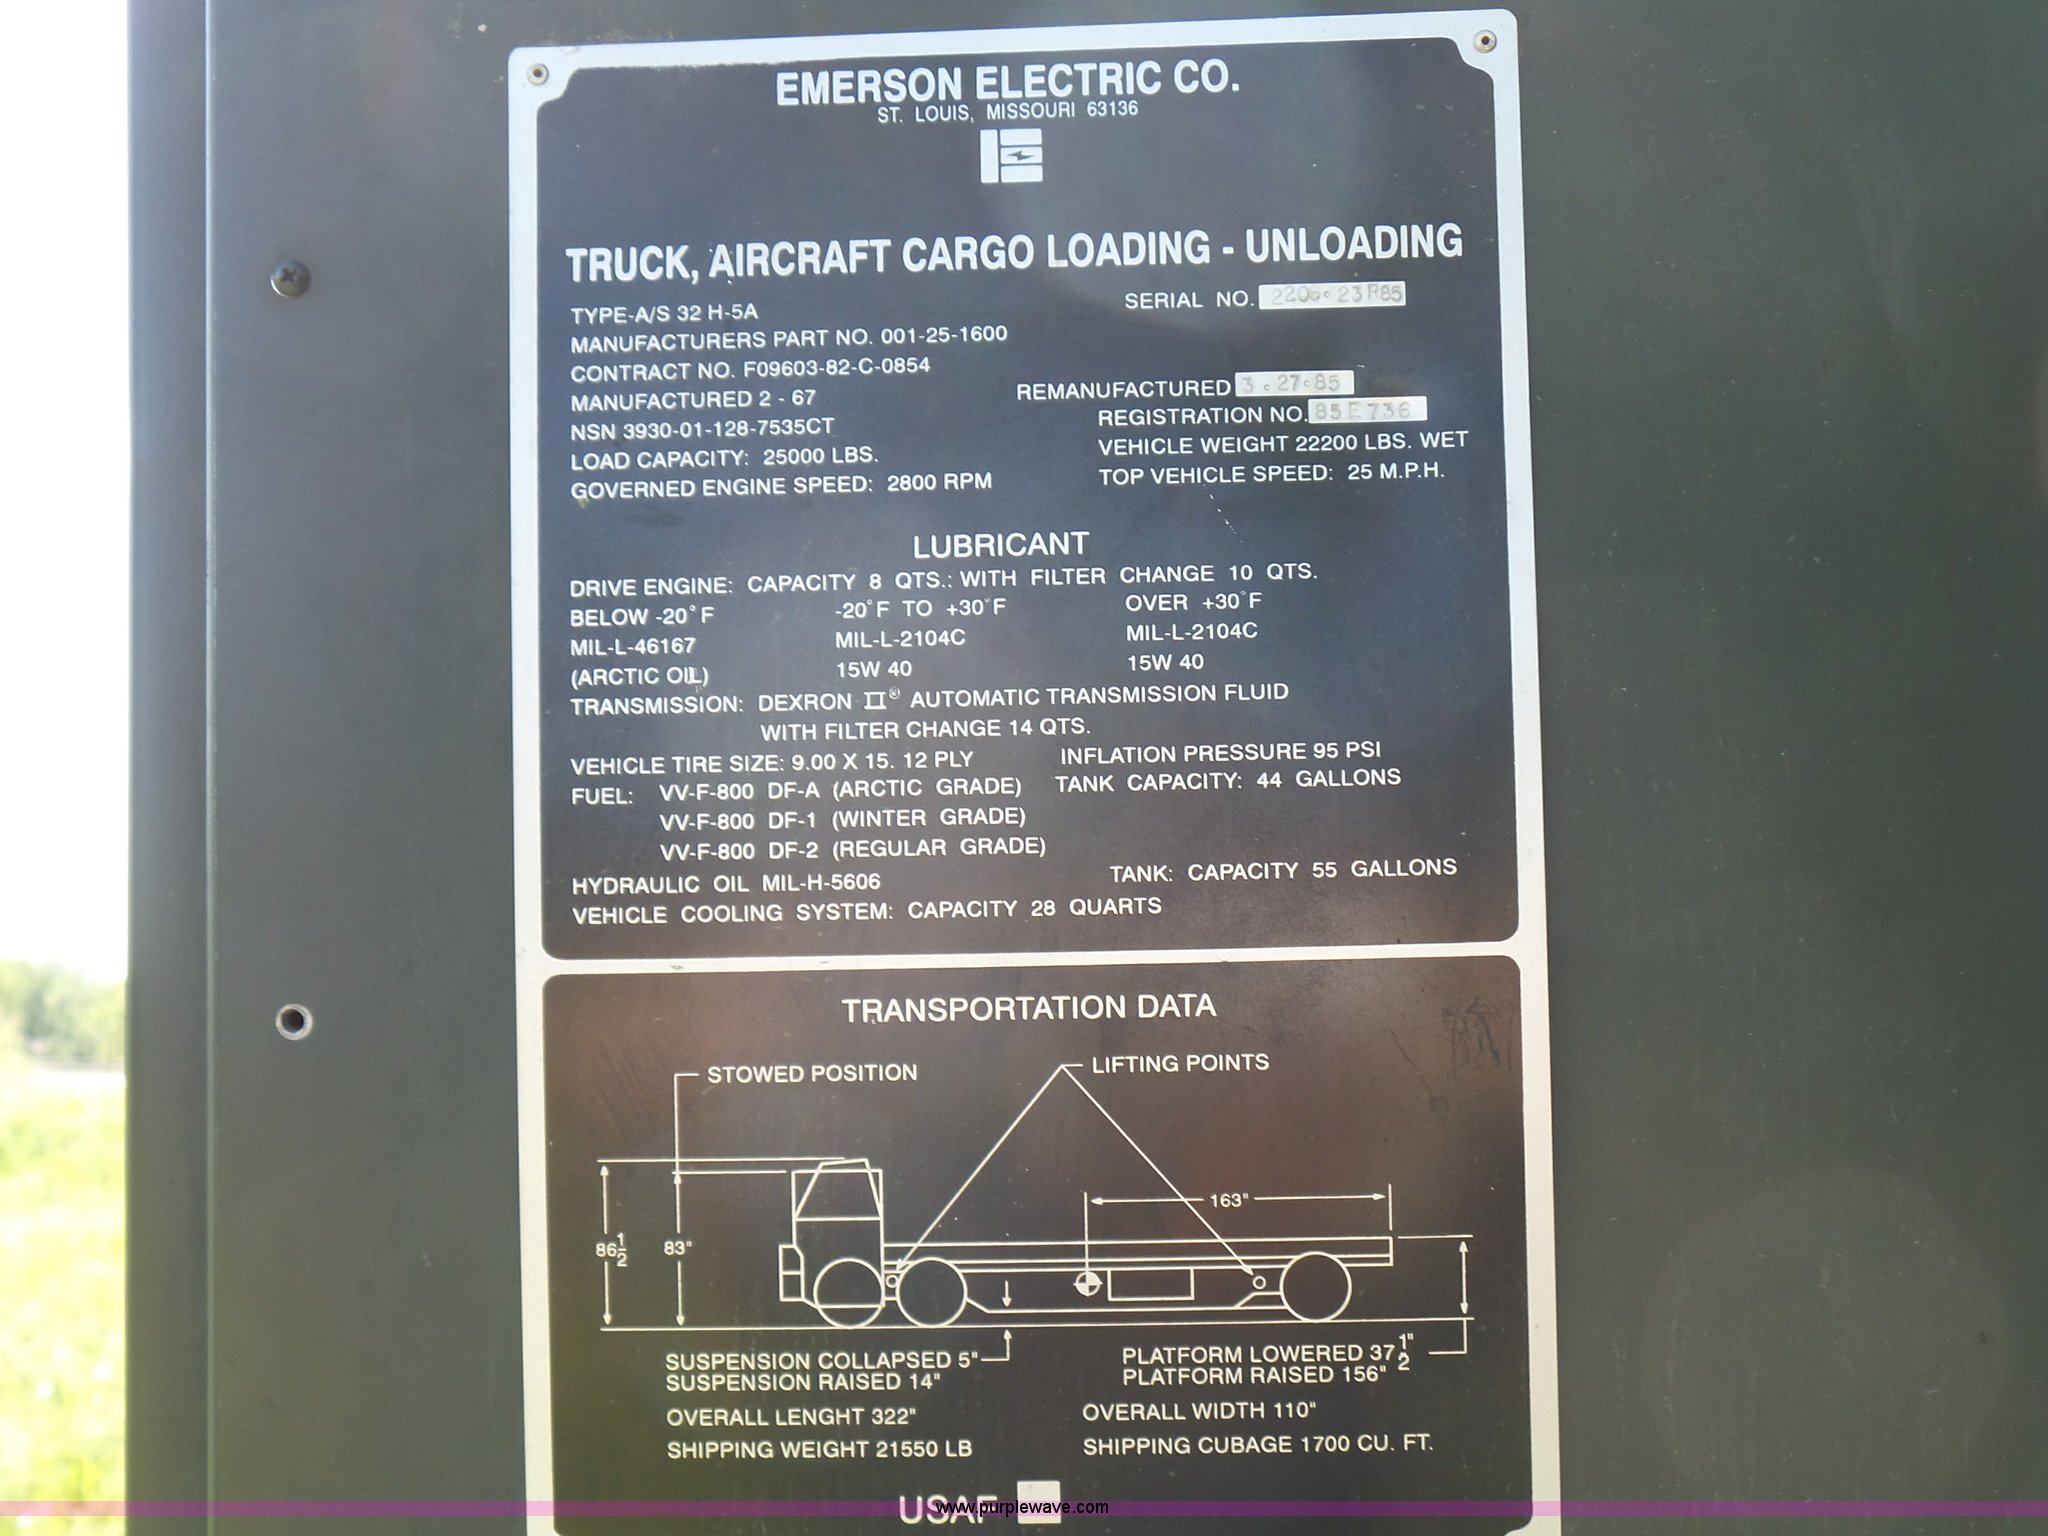 EMERSON ELECTRIC CO.
ST. LOUIS, MISSOURI 63136
TRUCK, AIRCRAFT CARGO LOADING - UNLOADING
TYPE-A/S 32 H-5A
SERIAL NO. 2206·23R85
MANUFACTURERS PART NO. 001-25-1600
CONTRACT NO. F09603-82-C-0854
MANUFACTURED 2 - 67
REMANUFACTURED 3·27·85
NSN 3930-01-128-7535CT
REGISTRATION NO. 85E736
LOAD CAPACITY: 25000 LBS.
VEHICLE WEIGHT 22200 LBS. WET
GOVERNED ENGINE SPEED: 2800 RPM
TOP VEHICLE SPEED: 25 M.P.H.
LUBRICANT
DRIVE ENGINE: CAPACITY 8 QTS.: WITH FILTER CHANGE 10 QTS.
BELOW -20°F -20°F TO +30°F OVER +30°F
MIL-L-46167 MIL-L-2104C MIL-L-2104C
(ARCTIC OIL) 15W 40 15W 40
TRANSMISSION: DEXRON II® AUTOMATIC TRANSMISSION FLUID
WITH FILTER CHANGE 14 QTS.
VEHICLE TIRE SIZE: 9.00 X 15. 12 PLY INFLATION PRESSURE 95 PSI
FUEL: VV-F-800 DF-A (ARCTIC GRADE) TANK CAPACITY: 44 GALLONS
VV-F-800 DF-1 (WINTER GRADE)
VV-F-800 DF-2 (REGULAR GRADE)
HYDRAULIC OIL MIL-H-5606 TANK: CAPACITY 55 GALLONS
VEHICLE COOLING SYSTEM: CAPACITY 28 QUARTS
TRANSPORTATION DATA
STOWED POSITION
LIFTING POINTS
163"
86 1/2
83"
SUSPENSION COLLAPSED 5"
SUSPENSION RAISED 14"
PLATFORM LOWERED 37 1/2"
PLATFORM RAISED 156"
OVERALL LENGHT 322"
OVERALL WIDTH 110"
SHIPPING WEIGHT 21550 LB
SHIPPING CUBAGE 1700 CU. FT.
USAF
www.purplewave.com